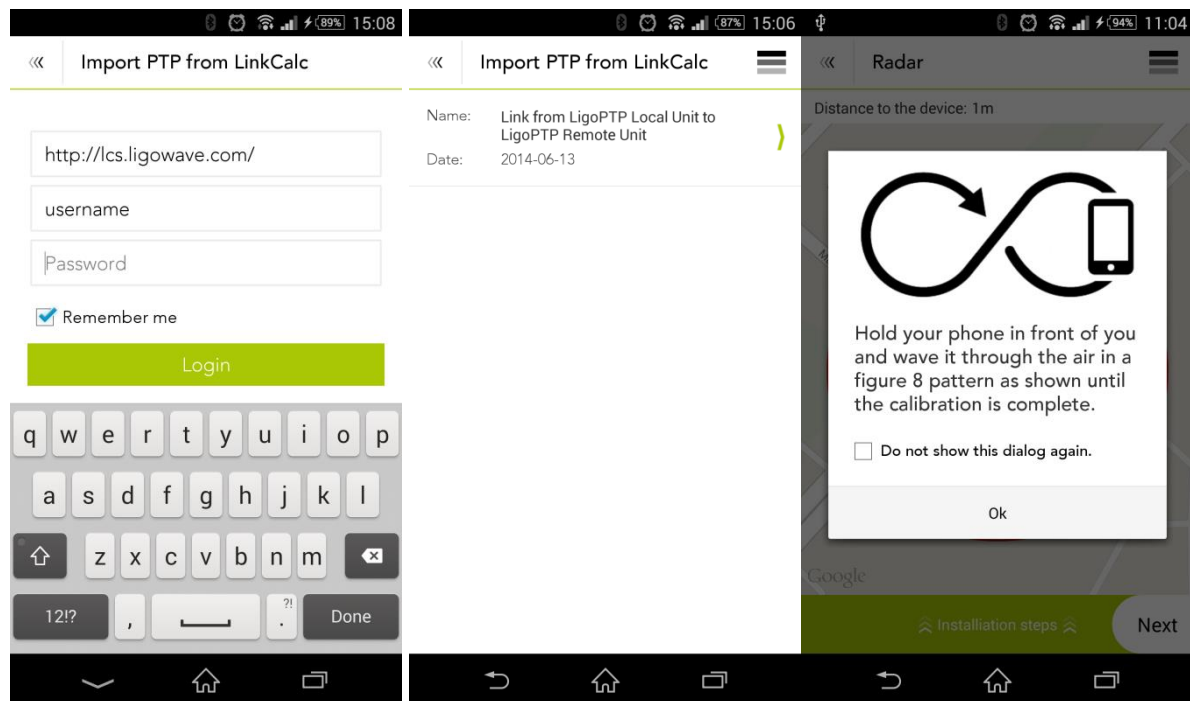 89% 15:08
Import PTP from LinkCalc
http://lcs.ligowave.com/
username
Password
Remember me
Login
q w e r t y u i o p
a s d f g h j k l
z x c v b n m
12!? , ?! . Done
87% 15:06
Import PTP from LinkCalc
Name: Link from LigoPTP Local Unit to
LigoPTP Remote Unit
Date: 2014-06-13
94% 11:04
Radar
Distance to the device: 1m
Hold your phone in front of you
and wave it through the air in a
figure 8 pattern as shown until
the calibration is complete.
Do not show this dialog again.
Ok
Google
Installiation steps
Next